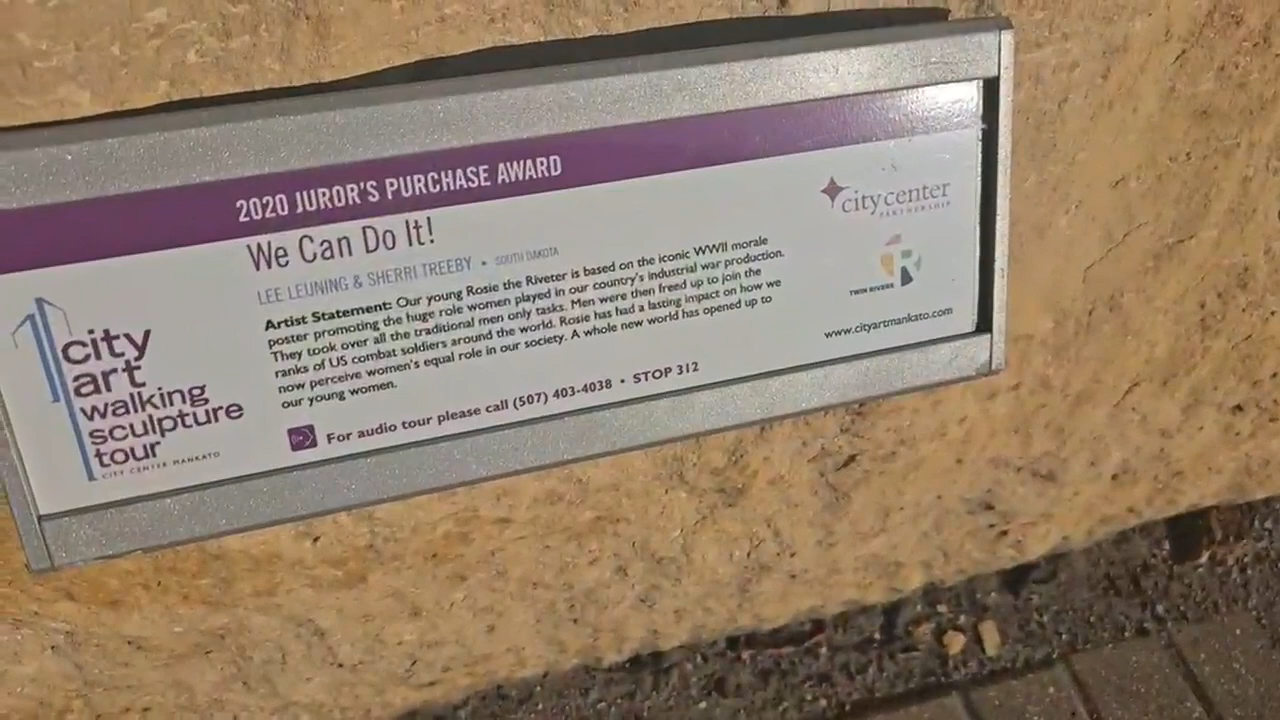 2020 JUROR'S PURCHASE AWARD
We Can Do It!
LEE LEUNING & SHERRI TREEBY • SOUTH DAKOTA
Artist Statement: Our young Rosie the Riveter is based on the iconic WWII morale
poster promoting the huge role women played in our country's industrial war production.
They took over all the traditional men only tasks. Men were then freed up to join the
ranks of US combat soldiers around the world. Rosie has had a lasting impact on how we
now perceive women's equal role in our society. A whole new world has opened up to
our young women.
For audio tour please call (507) 403-4038 • STOP 312
city
art
walking
sculpture
tour
CITY CENTER MANKATO
citycenter
PARTNERSHIP
TWIN RIVERS
www.cityartmankato.com